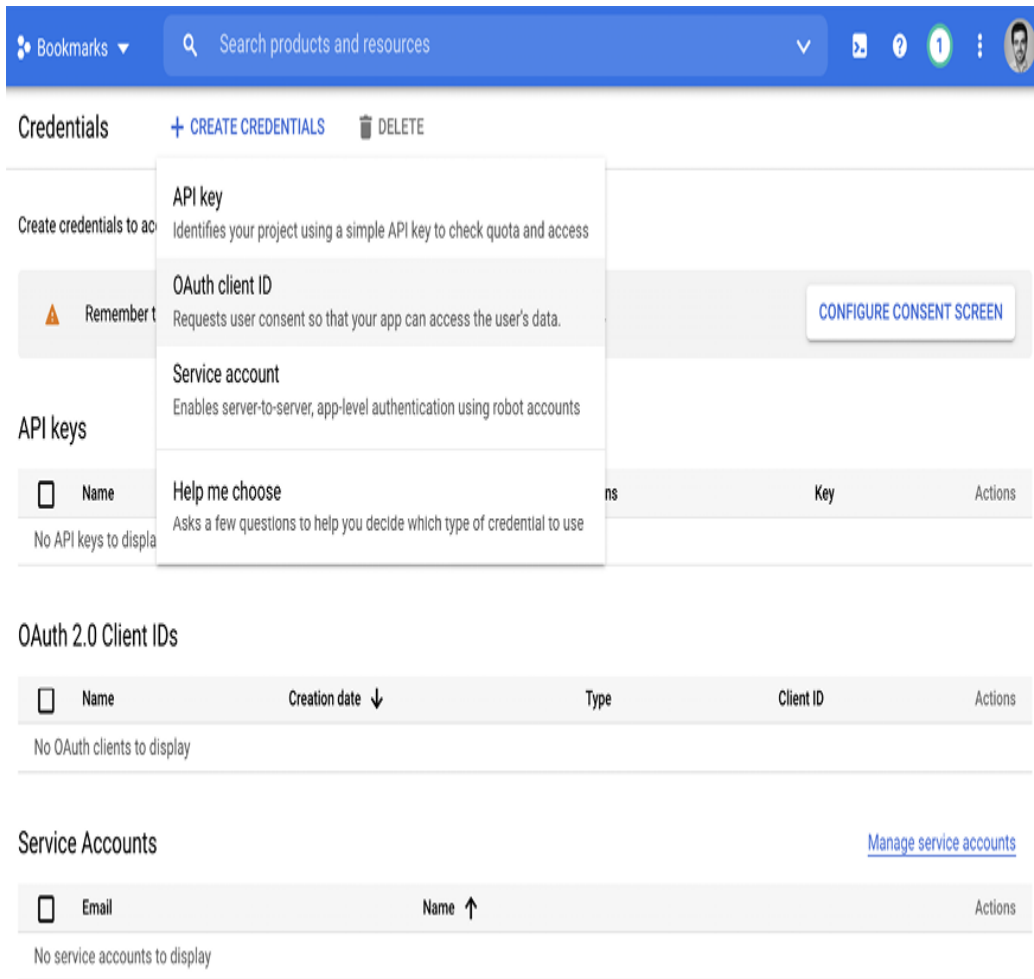 Bookmarks
Search products and resources
1
Credentials
+ CREATE CREDENTIALS
DELETE
API key
Identifies your project using a simple API key to check quota and access
Create credentials to ac
OAuth client ID
Requests user consent so that your app can access the user's data.
Remember t
CONFIGURE CONSENT SCREEN
Service account
Enables server-to-server, app-level authentication using robot accounts
API keys
Help me choose
Asks a few questions to help you decide which type of credential to use
Name ns Key Actions
No API keys to displa
OAuth 2.0 Client IDs
Name Creation date Type Client ID Actions
No OAuth clients to display
Service Accounts Manage service accounts
Email Name Actions
No service accounts to display